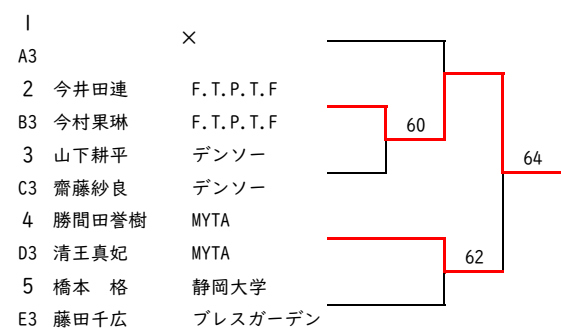 1 ×
A3
2 今井田連 F.T.P.T.F
B3 今村果琳 F.T.P.T.F
60
3 山下耕平 デンソー
64
C3 齋藤紗良 デンソー
4 勝間田誉樹 MYTA
D3 清王真妃 MYTA
62
5 橋本 格 静岡大学
E3 藤田千広 ブレスガーデン